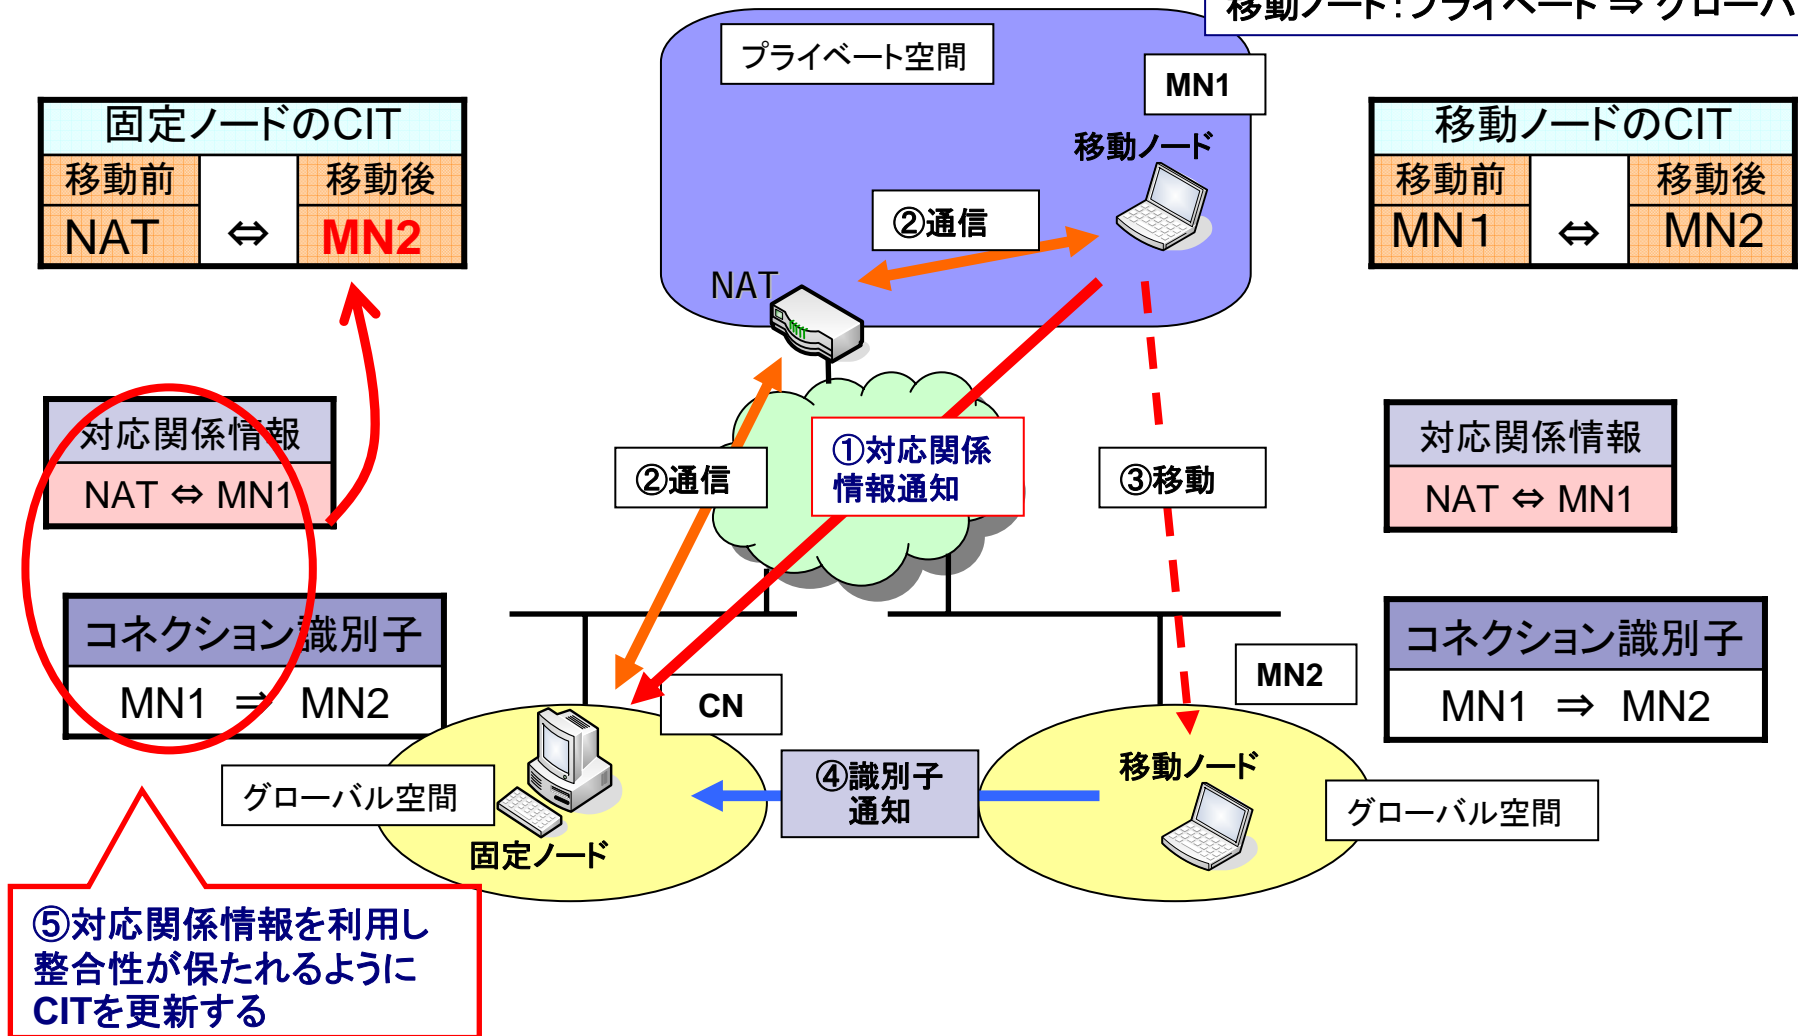 移動ノード：プライベート ⇒ グローバ
プライベート空間
MN1
移動ノード
②通信
NAT
固定ノードのCIT
移動前
移動後
NAT ⇔ MN2
移動ノードのCIT
移動前
移動後
MN1 ⇔ MN2
対応関係情報
NAT ⇔ MN1
②通信
①対応関係
情報通知
③移動
対応関係情報
NAT ⇔ MN1
コネクション識別子
MN1 ⇒ MN2
CN
MN2
コネクション識別子
MN1 ⇒ MN2
グローバル空間
固定ノード
④識別子
通知
移動ノード
グローバル空間
⑤対応関係情報を利用し
整合性が保たれるように
CITを更新する